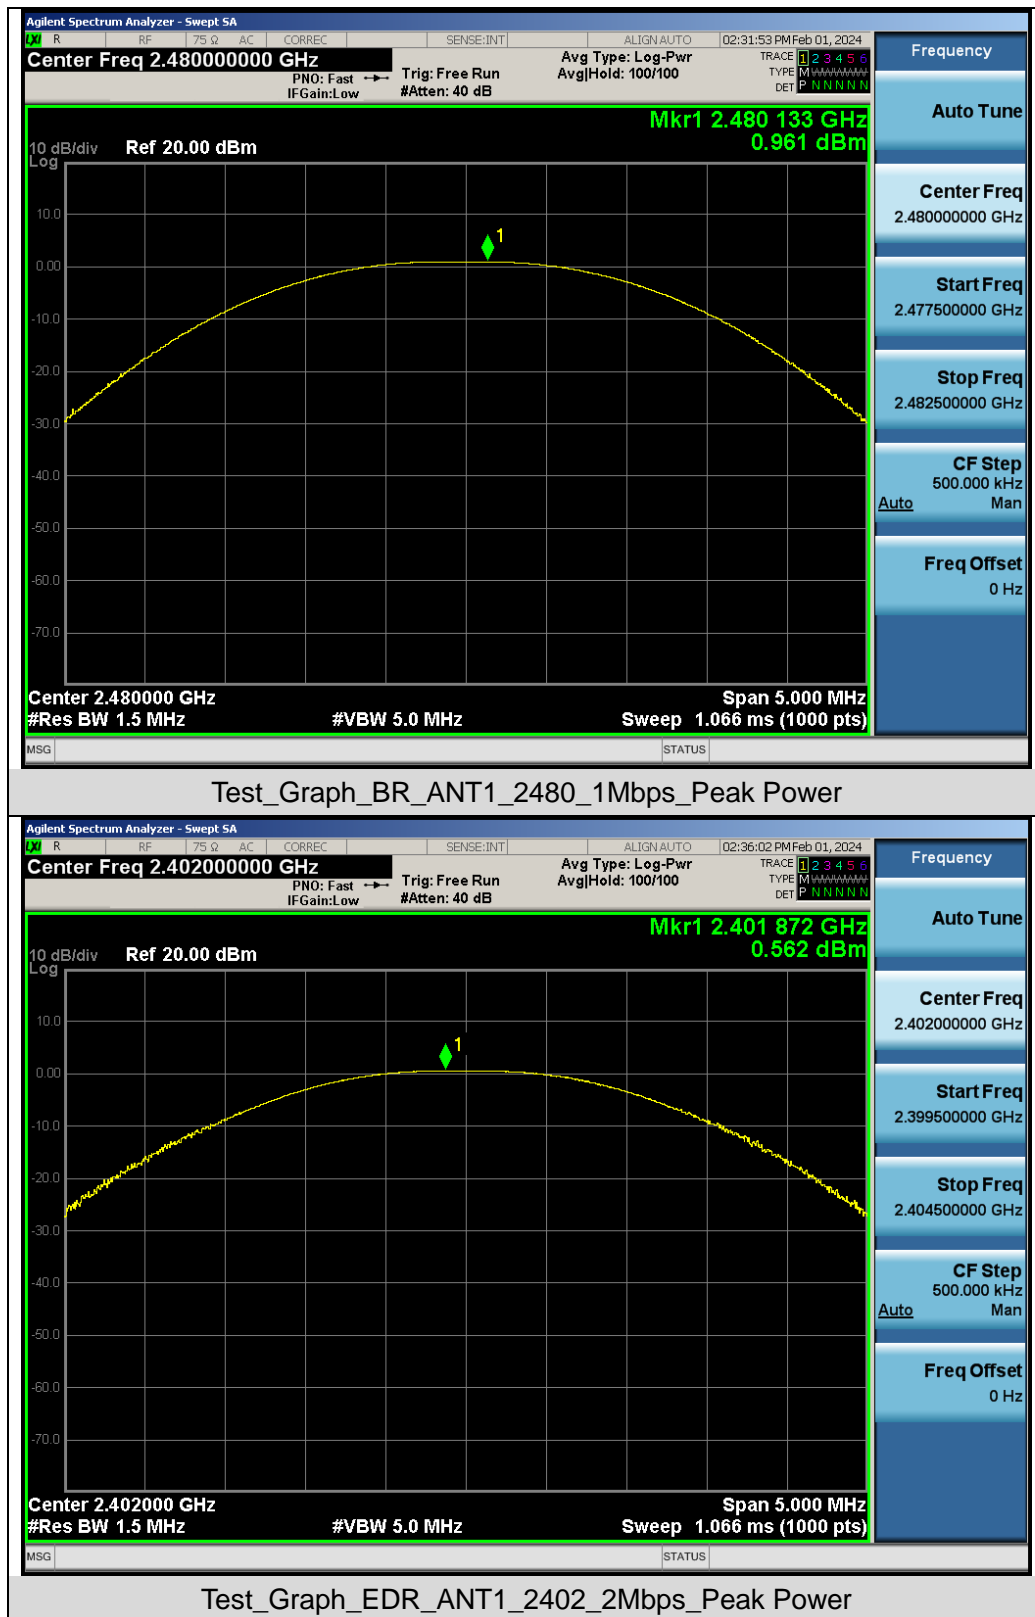 Agilent Spectrum Analyzer - Swept SA
LXI R RF 75 Ω AC CORREC SENSE:INT ALIGN AUTO 02:31:53 PM Feb 01, 2024
Center Freq 2.480000000 GHz
PNO: Fast
IFGain:Low
Trig: Free Run
#Atten: 40 dB
Avg Type: Log-Pwr
Avg|Hold: 100/100
TRACE 1 2 3 4 5 6
TYPE M
DET P N N N N N
Mkr1 2.480 133 GHz
0.961 dBm
10 dB/div Ref 20.00 dBm
Log
10.0
1
0.00
-10.0
-20.0
-30.0
-40.0
-50.0
-60.0
-70.0
Center 2.480000 GHz Span 5.000 MHz
#Res BW 1.5 MHz #VBW 5.0 MHz Sweep 1.066 ms (1000 pts)
MSG STATUS
Frequency
Auto Tune
Center Freq
2.480000000 GHz
Start Freq
2.477500000 GHz
Stop Freq
2.482500000 GHz
CF Step
500.000 kHz
Auto Man
Freq Offset
0 Hz
Test_Graph_BR_ANT1_2480_1Mbps_Peak Power
Agilent Spectrum Analyzer - Swept SA
LXI R RF 75 Ω AC CORREC SENSE:INT ALIGN AUTO 02:36:02 PM Feb 01, 2024
Center Freq 2.402000000 GHz
PNO: Fast
IFGain:Low
Trig: Free Run
#Atten: 40 dB
Avg Type: Log-Pwr
Avg|Hold: 100/100
TRACE 1 2 3 4 5 6
TYPE M
DET P N N N N N
Mkr1 2.401 872 GHz
0.562 dBm
10 dB/div Ref 20.00 dBm
Log
10.0
1
0.00
-10.0
-20.0
-30.0
-40.0
-50.0
-60.0
-70.0
Center 2.402000 GHz Span 5.000 MHz
#Res BW 1.5 MHz #VBW 5.0 MHz Sweep 1.066 ms (1000 pts)
MSG STATUS
Frequency
Auto Tune
Center Freq
2.402000000 GHz
Start Freq
2.399500000 GHz
Stop Freq
2.404500000 GHz
CF Step
500.000 kHz
Auto Man
Freq Offset
0 Hz
Test_Graph_EDR_ANT1_2402_2Mbps_Peak Power